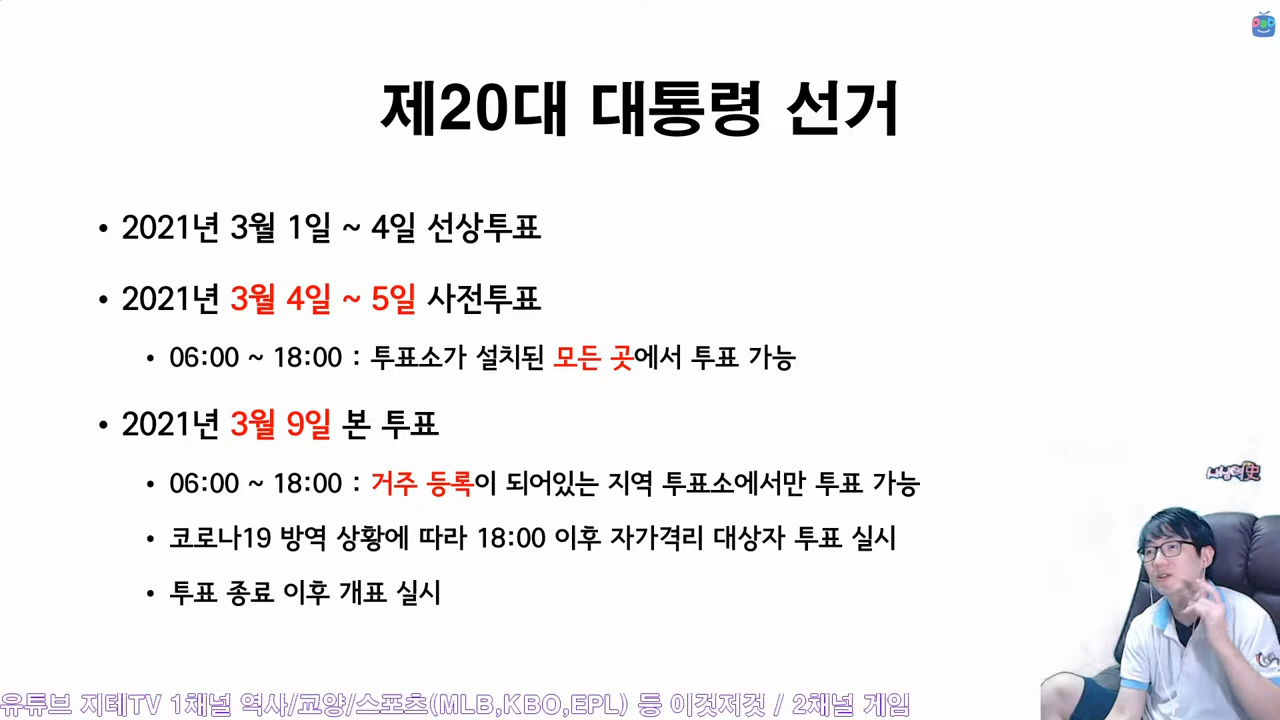 제20대 대통령 선거
• 2021년 3월 1일 ~ 4일 선상투표
• 2021년 3월 4일 ~ 5일 사전투표
• 06:00 ~ 18:00 : 투표소가 설치된 모든 곳에서 투표 가능
• 2021년 3월 9일 본 투표
• 06:00 ~ 18:00 : 거주 등록이 되어있는 지역 투표소에서만 투표 가능
• 코로나19 방역 상황에 따라 18:00 이후 자가격리 대상자 투표 실시
• 투표 종료 이후 개표 실시
유튜브 지테TV 1채널 역사/교양/스포츠(MLB,KBO,EPL) 등 이것저것 / 2채널 게임